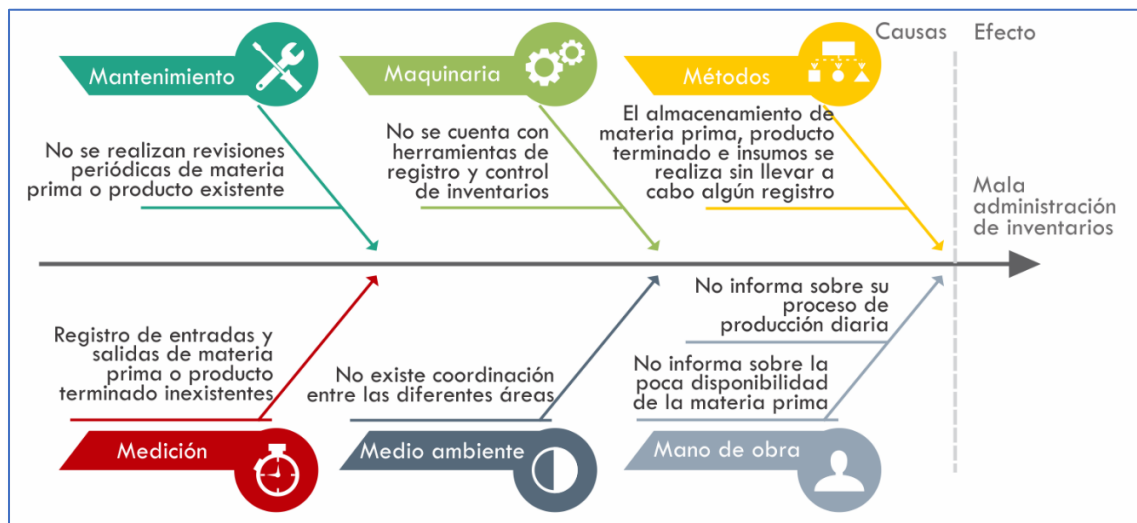 Causas
Efecto
Mantenimiento
Maquinaria
Métodos
No se realizan revisiones
periódicas de materia
prima o producto existente
No se cuenta con
herramientas de
registro y control
de inventarios
El almacenamiento de
materia prima, producto
terminado e insumos se
realiza sin llevar a
cabo algún registro
Mala
administración
de inventarios
Registro de entradas y
salidas de materia
prima o producto
terminado inexistentes
No existe coordinación
entre las diferentes áreas
No informa sobre su
proceso de
producción diaria
No informa sobre la
poca disponibilidad
de la materia prima
Medición
Medio ambiente
Mano de obra